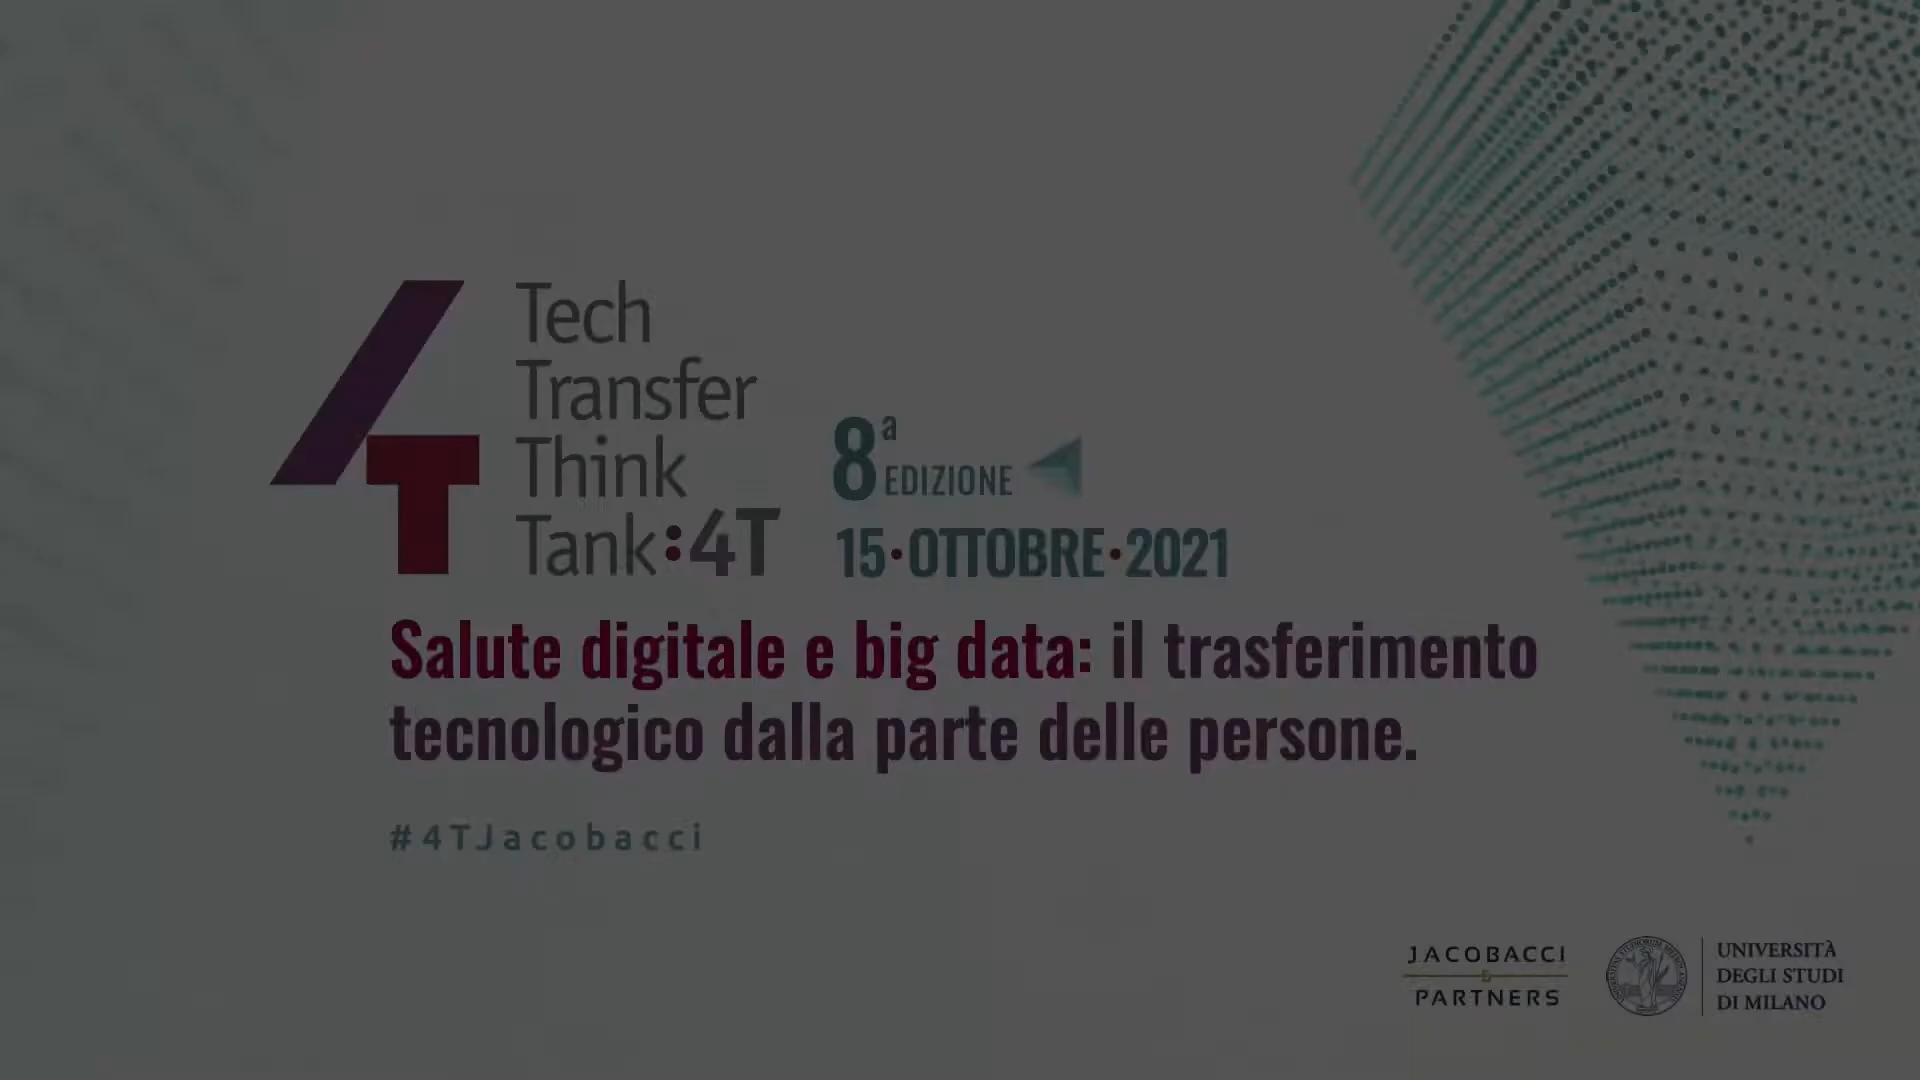 4T
Tech
Transfer
Think
Tank:4T
8ª
EDIZIONE
15·OTTOBRE·2021
Salute digitale e big data: il trasferimento
tecnologico dalla parte delle persone.
#4TJacobacci
JACOBACCI
&
PARTNERS
UNIVERSITÀ
DEGLI STUDI
DI MILANO